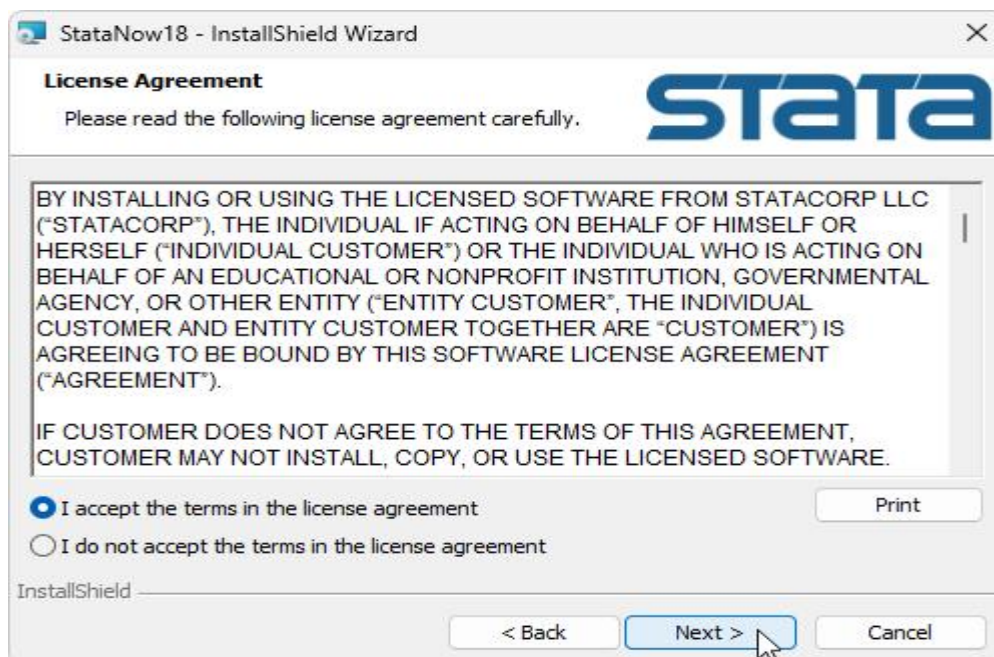 StataNow18 - InstallShield Wizard
License Agreement
Please read the following license agreement carefully.
stata
BY INSTALLING OR USING THE LICENSED SOFTWARE FROM STATACORP LLC
(“STATACORP”), THE INDIVIDUAL IF ACTING ON BEHALF OF HIMSELF OR
HERSELF (“INDIVIDUAL CUSTOMER”) OR THE INDIVIDUAL WHO IS ACTING ON
BEHALF OF AN EDUCATIONAL OR NONPROFIT INSTITUTION, GOVERNMENTAL
AGENCY, OR OTHER ENTITY (“ENTITY CUSTOMER”, THE INDIVIDUAL
CUSTOMER AND ENTITY CUSTOMER TOGETHER ARE “CUSTOMER”) IS
AGREEING TO BE BOUND BY THIS SOFTWARE LICENSE AGREEMENT
(“AGREEMENT”).
IF CUSTOMER DOES NOT AGREE TO THE TERMS OF THIS AGREEMENT,
CUSTOMER MAY NOT INSTALL, COPY, OR USE THE LICENSED SOFTWARE.
I accept the terms in the license agreement
Print
I do not accept the terms in the license agreement
InstallShield
< Back
Next >
Cancel